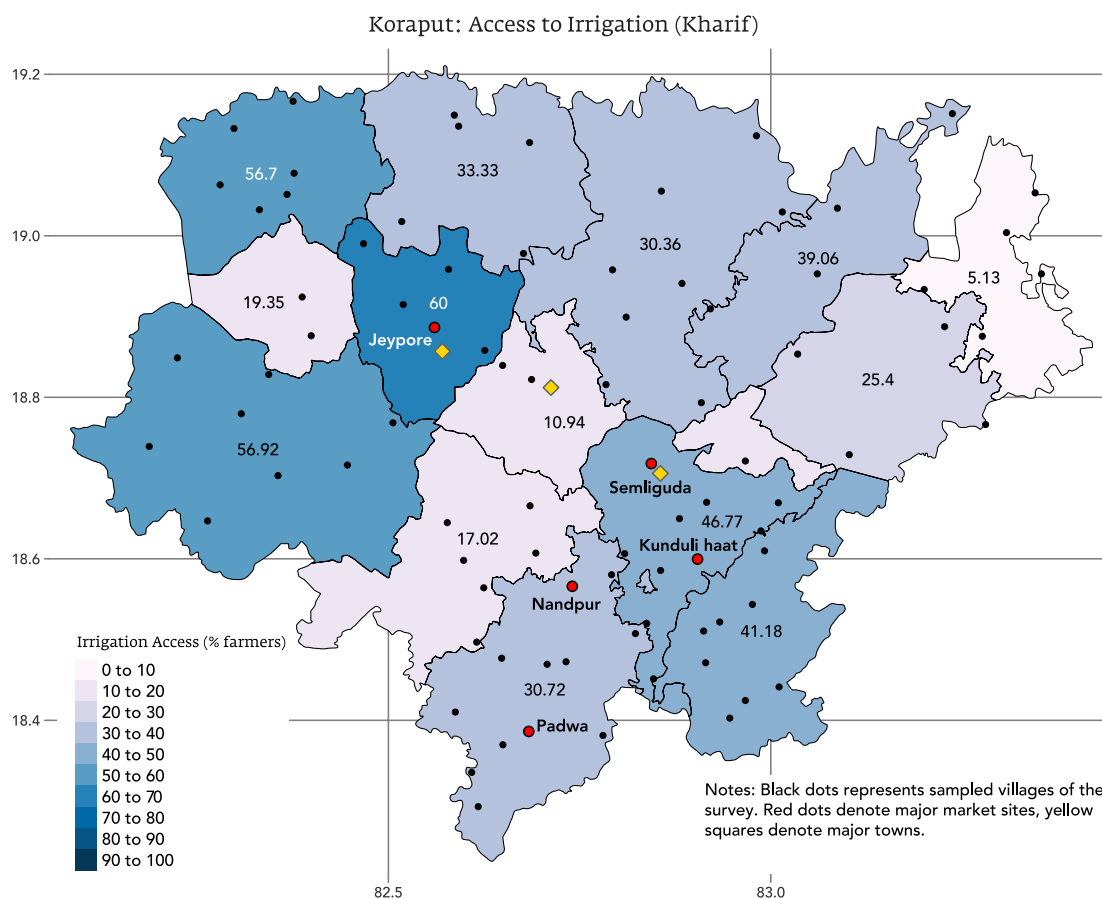 Koraput: Access to Irrigation (Kharif)
19.2
56.7
33.33
19.0
30.36
39.06
5.13
19.35
60
Jeypore
25.4
18.8
10.94
56.92
Semliguda
46.77
17.02
Kunduli haat
18.6
Nandpur
41.18
Irrigation Access (% farmers)
0 to 10
10 to 20
20 to 30
30 to 40
40 to 50
50 to 60
60 to 70
70 to 80
80 to 90
90 to 100
30.72
18.4
Padwa
Notes: Black dots represents sampled villages of the
survey. Red dots denote major market sites, yellow
squares denote major towns.
82.5
83.0